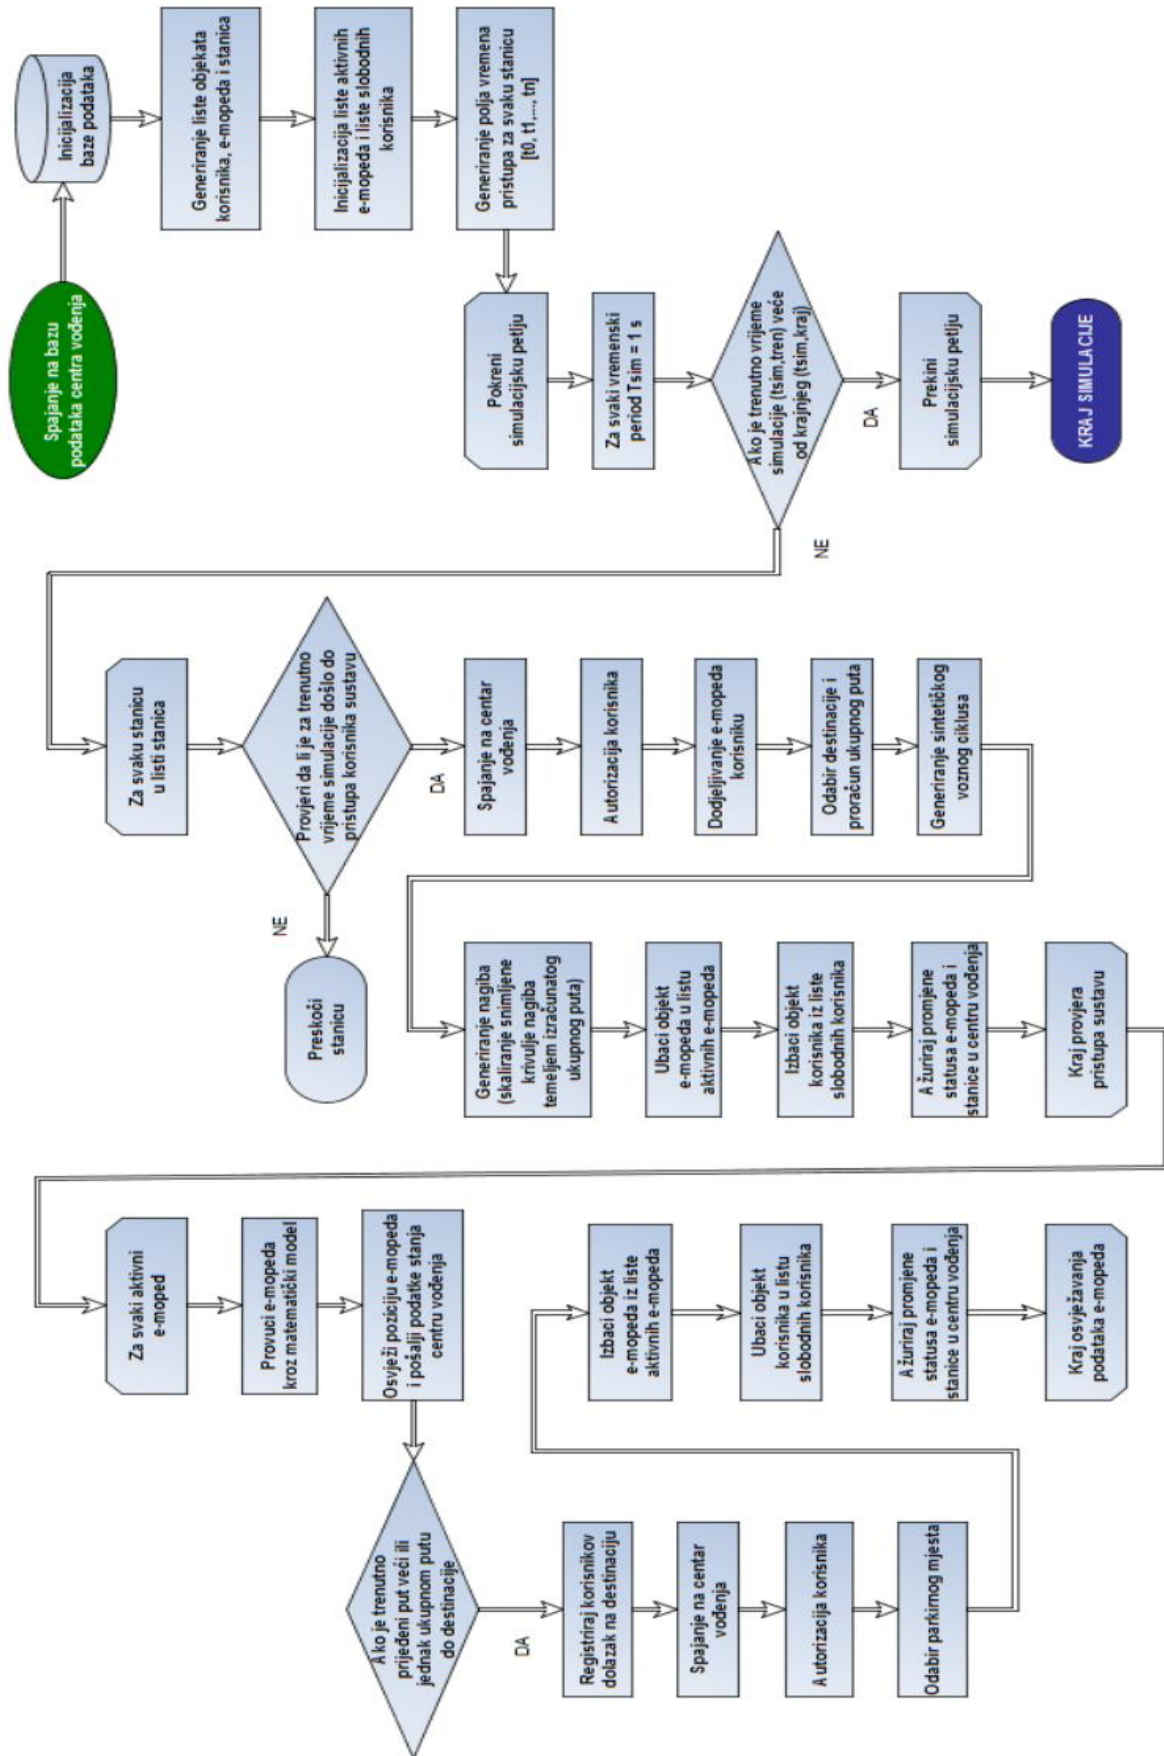 Spajanje na bazu
podataka centra vođenja
Inicijalizacija
baze podataka
Generiranje liste objekata
korisnika, e-mopeda i stanica
Inicijalizacija liste aktivnih
e-mopeda i liste slobodnih
korisnika
Generiranje polja vremena
pristupa za svaku stanicu
[t0, t1,..., tn]
Pokreni
simulacijsku petlju
Za svaki vremenski
period Tsim = 1 s
Ako je trenutno vrijeme
simulacije (tsim,tren) veće
od krajnjeg (tsim,kraj)
DA
Prekini
simulacijsku petlju
KRAJ SIMULACIJE
NE
Za svaku stanicu
u listi stanica
Provjeri da li je za trenutno
vrijeme simulacije došlo do
pristupa korisnika sustavu
NE
Preskoči
stanicu
DA
Spajanje na centar
vođenja
Autorizacija korisnika
Dodjeljivanje e-mopeda
korisniku
Odabir destinacije i
proračun ukupnog puta
Generiranje sintetičkog
voznog ciklusa
Generiranje nagiba
(skaliranje snimljene
krivulje nagiba
temeljem izračunatog
ukupnog puta)
Ubaci objekt
e-mopeda u listu
aktivnih e-mopeda
Izbaci objekt
korisnika iz liste
slobodnih korisnika
Ažuriraj promjene
statusa e-mopeda i
stanice u centru vođenja
Kraj provjera
pristupa sustavu
Za svaki aktivni
e-moped
Provuci e-mopeda
kroz matematički model
Osvježi poziciju e-mopeda
i pošalji podatke stanja
centru vođenja
Ako je trenutno
prijeđeni put veći ili
jednak ukupnom putu
do destinacije
DA
Registriraj korisnikov
dolazak na destinaciju
Spajanje na centar
vođenja
Autorizacija korisnika
Odabir parkirnog mjesta
Izbaci objekt
e-mopeda iz liste
aktivnih e-mopeda
Ubaci objekt
korisnika u listu
slobodnih korisnika
Ažuriraj promjene
statusa e-mopeda i
stanice u centru vođenja
Kraj osvježavanja
podataka e-mopeda